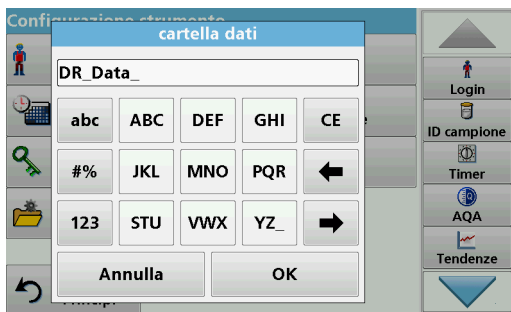 Configurazione strumento
cartella dati
DR_Data_
abc ABC DEF GHI CE
#% JKL MNO PQR
123 STU VWX YZ_
Annulla OK
Login
ID campione
Timer
AQA
Tendenze